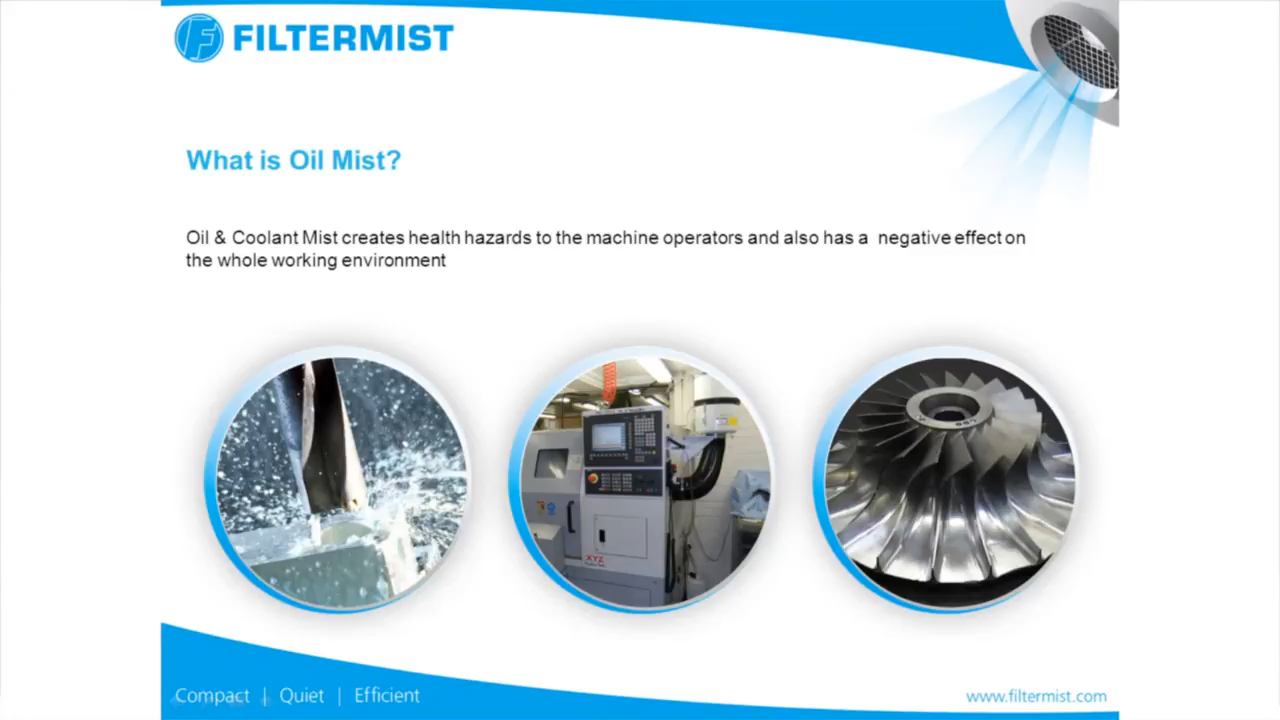 FILTERMIST
What is Oil Mist?
Oil & Coolant Mist creates health hazards to the machine operators and also has a negative effect on
the whole working environment
XYZ
Compact | Quiet | Efficient
www.filtermist.com